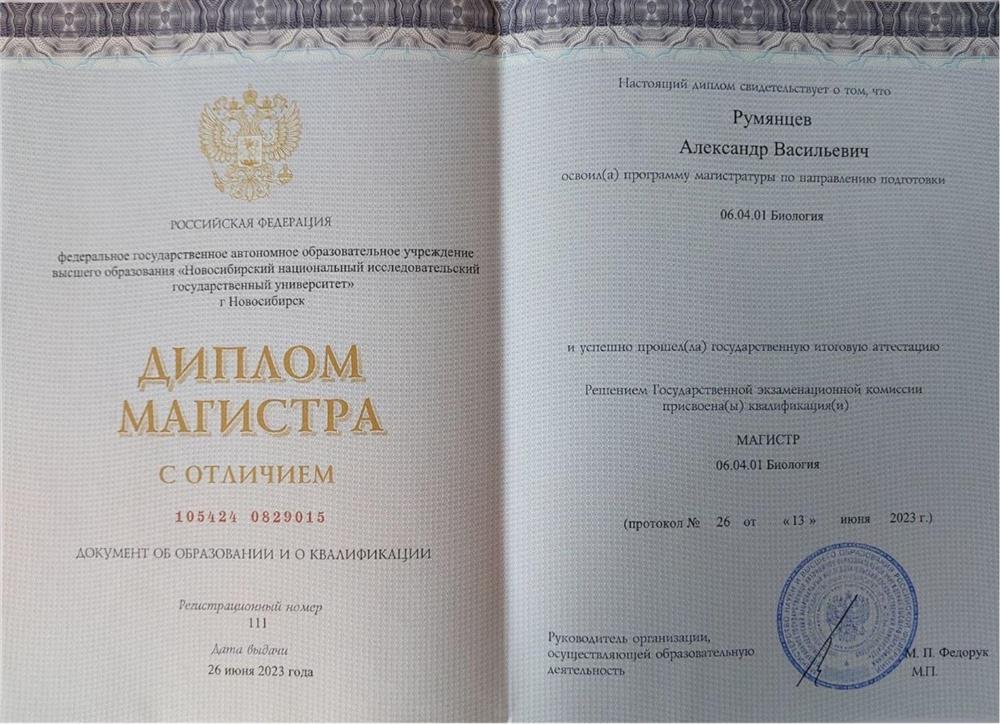 РОССИЙСКАЯ ФЕДЕРАЦИЯ
федеральное государственное автономное образовательное учреждение
высшего образования «Новосибирский национальный исследовательский
государственный университет»
г Новосибирск
ДИПЛОМ
МАГИСТРА
С ОТЛИЧИЕМ
105424 0829015
ДОКУМЕНТ ОБ ОБРАЗОВАНИИ И О КВАЛИФИКАЦИИ
Регистрационный номер
111
Дата выдачи
26 июня 2023 года
Настоящий диплом свидетельствует о том, что
Румянцев
Александр Васильевич
освоил(а) программу магистратуры по направлению подготовки
06.04.01 Биология
и успешно прошел(ла) государственную итоговую аттестацию
Решением Государственной экзаменационной комиссии
присвоена(ы) квалификация(и)
МАГИСТР
06.04.01 Биология
(протокол № 26 от «13» июня 2023 г.)
Руководитель организации,
осуществляющей образовательную
деятельность
М. П. Федорук
М.П.